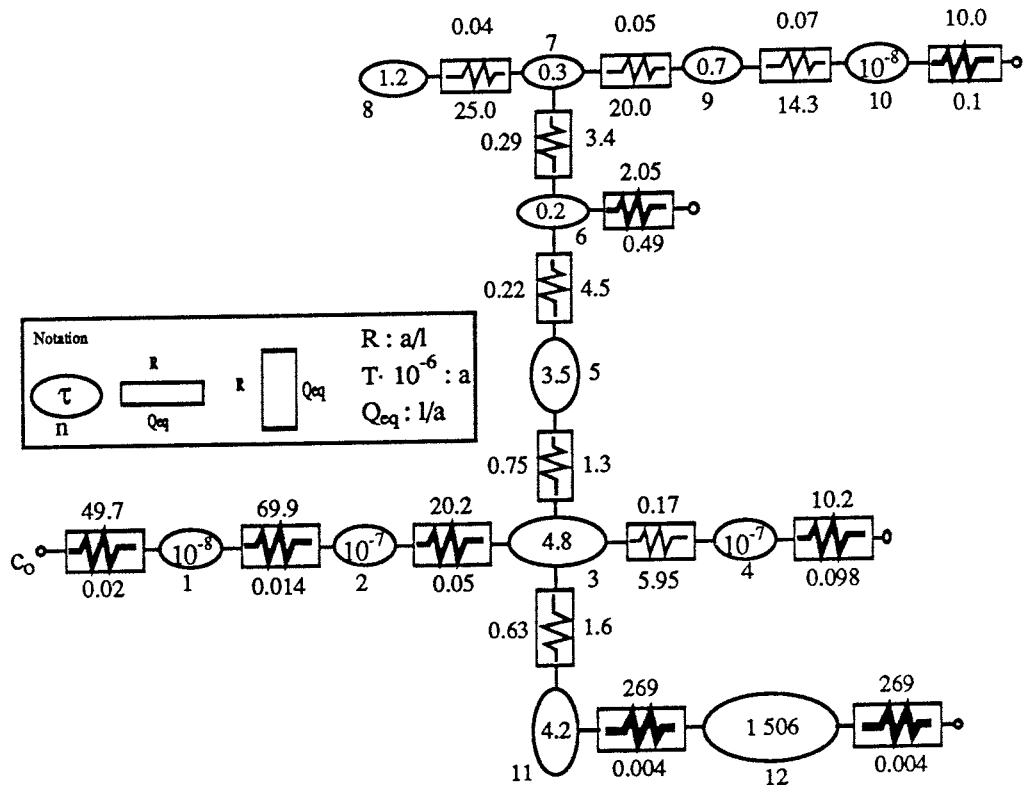 0.04 0.05 0.07 10.0
7
1.2 0.3 0.7 10-8
8 25.0 20.0 9 14.3 10 0.1
0.29 3.4
2.05
0.2
6 0.49
0.22 4.5
Notation
R R : a/l
τ R Qeq T· 10-6 : a
n Qeq Qeq : l/a
3.5 5
0.75 1.3
49.7 69.9 20.2 0.17 10.2
Co 10-8 10-7 4.8 10-7
0.02 1 0.014 2 0.05 3 5.95 4 0.098
0.63 1.6
269 269
4.2 1 506
11 0.004 12 0.004